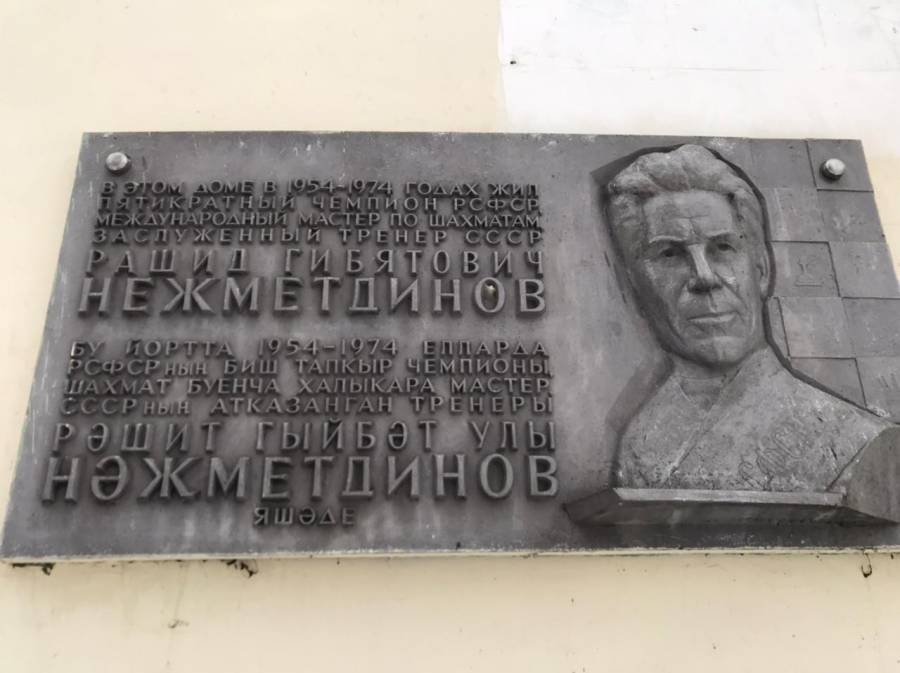 В ЭТОМ ДОМЕ В 1954-1974 ГОДАХ ЖИЛ
ПЯТИКРАТНЫЙ ЧЕМПИОН РСФСР
МЕЖДУНАРОДНЫЙ МАСТЕР ПО ШАХМАТАМ
ЗАСЛУЖЕННЫЙ ТРЕНЕР СССР
РАШИД ГИБЯТОВИЧ
НЕЖМЕТДИНОВ
БУ ЙОРТТА 1954-1974 ЕЛЛАРДА
РСФСРНЫҢ БИШ ТАПКЫР ЧЕМПИОНЫ
ШАХМАТ БУЕНЧА ХАЛЫКАРА МАСТЕР
СССРНЫҢ АТКАЗАНГАН ТРЕНЕРЫ
РӘШИТ ГЫЙБӘТ УЛЫ
НӘЖМЕТДИНОВ
ЯШӘДЕ